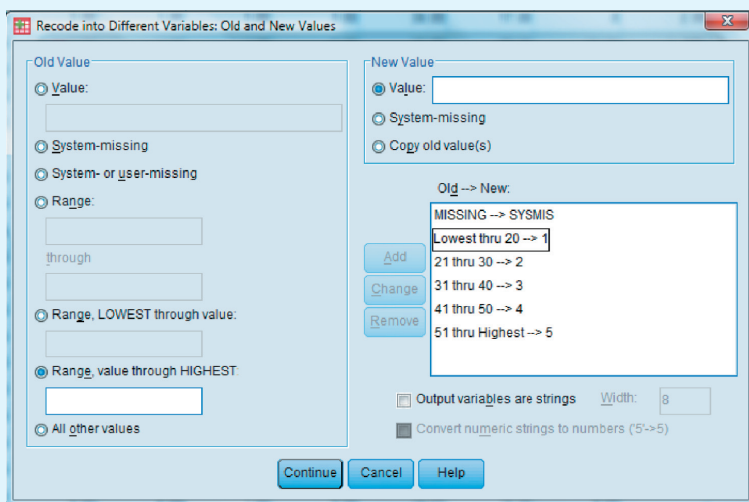 Recode into Different Variables: Old and New Values
Old Value
Value:
System-missing
System- or user-missing
Range:
through
Range, LOWEST through value:
Range, value through HIGHEST:
All other values
New Value
Value:
System-missing
Copy old value(s)
Old --> New:
MISSING --> SYSMIS
Lowest thru 20 --> 1
21 thru 30 --> 2
31 thru 40 --> 3
41 thru 50 --> 4
51 thru Highest --> 5
Add
Change
Remove
Output variables are strings Width: 8
Convert numeric strings to numbers ('5'->5)
Continue Cancel Help